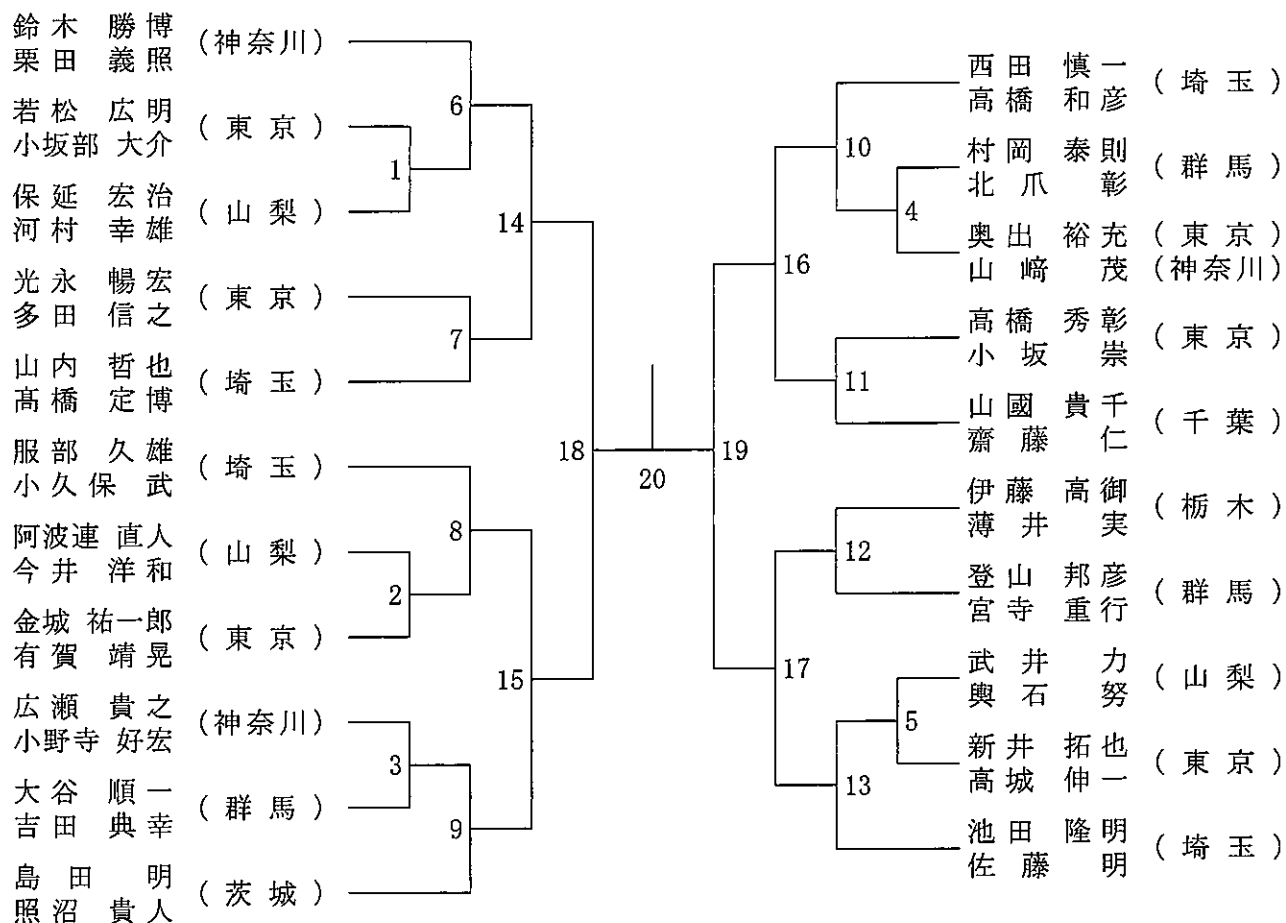 鈴木 勝博
栗田 義照
(神奈川)
若松 広明
小坂部 大介
(東京)
保延 宏治
河村 幸雄
(山梨)
光永 暢宏
多田 信之
(東京)
山内 哲也
髙橋 定博
(埼玉)
服部 久雄
小久保 武
(埼玉)
阿波連 直人
今井 洋和
(山梨)
金城 祐一郎
有賀 靖晃
(東京)
広瀬 貴之
小野寺 好宏
(神奈川)
大谷 順一
吉田 典幸
(群馬)
島田 明
照沼 貴人
(茨城)
6
1
14
7
18
8
2
15
3
9
20
西田 慎一
高橋 和彦
(埼玉)
村岡 泰則
北爪 彰
(群馬)
奥出 裕充
(東京)
山﨑 茂
(神奈川)
高橋 秀彰
小坂 崇
(東京)
山國 貴千
齋藤 仁
(千葉)
伊藤 高御
薄井 実
(栃木)
登山 邦彦
宮寺 重行
(群馬)
武井 力
輿石 努
(山梨)
新井 拓也
高城 伸一
(東京)
池田 隆明
佐藤 明
(埼玉)
10
4
16
11
19
12
17
5
13